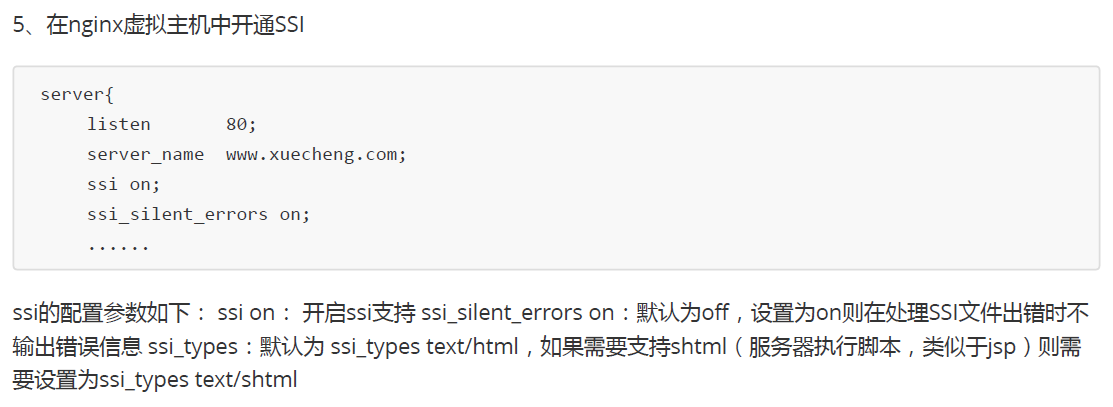 5、在nginx虚拟主机中开通SSI
server{
listen 80;
server_name www.xuecheng.com;
ssi on;
ssi_silent_errors on;
......
ssi的配置参数如下： ssi on： 开启ssi支持 ssi_silent_errors on：默认为off，设置为on则在处理SSI文件出错时不
输出错误信息 ssi_types：默认为 ssi_types text/html，如果需要支持shtml（服务器执行脚本，类似于jsp）则需
要设置为ssi_types text/shtml